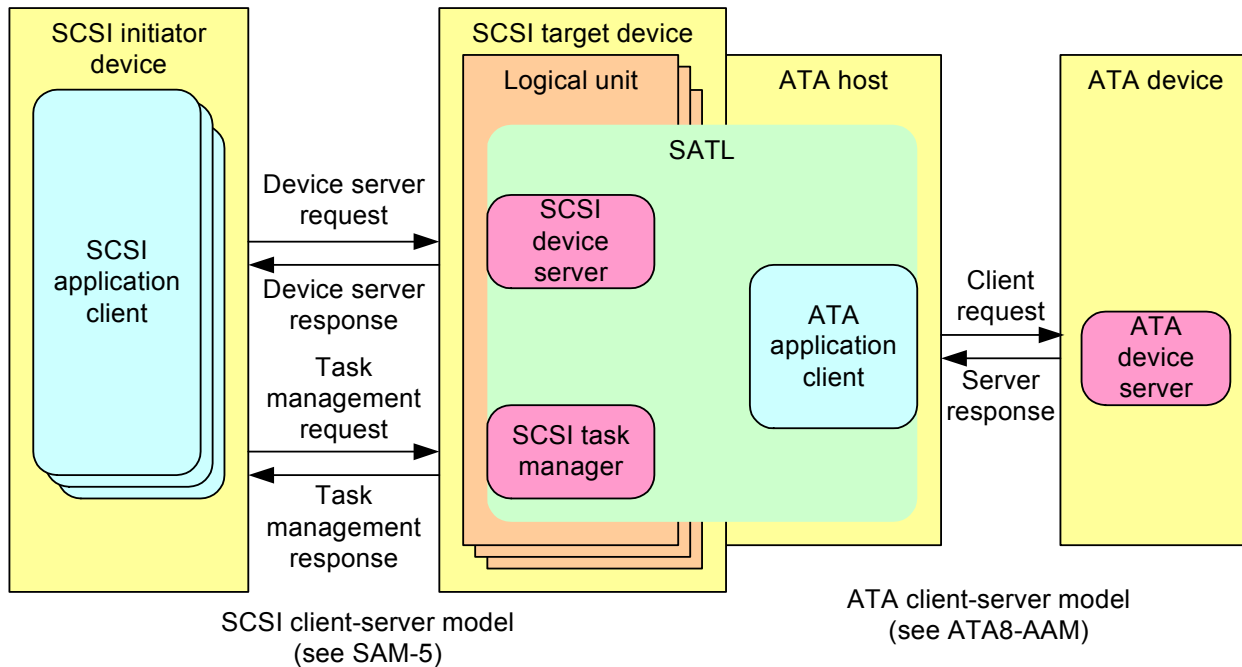 SCSI initiator
device
SCSI
application
client
Device server
request
Device server
response
Task
management
request
Task
management
response
SCSI target device
Logical unit
SATL
SCSI
device
server
SCSI task
manager
ATA host
ATA
application
client
Client
request
Server
response
ATA device
ATA
device
server
SCSI client-server model
(see SAM-5)
ATA client-server model
(see ATA8-AAM)